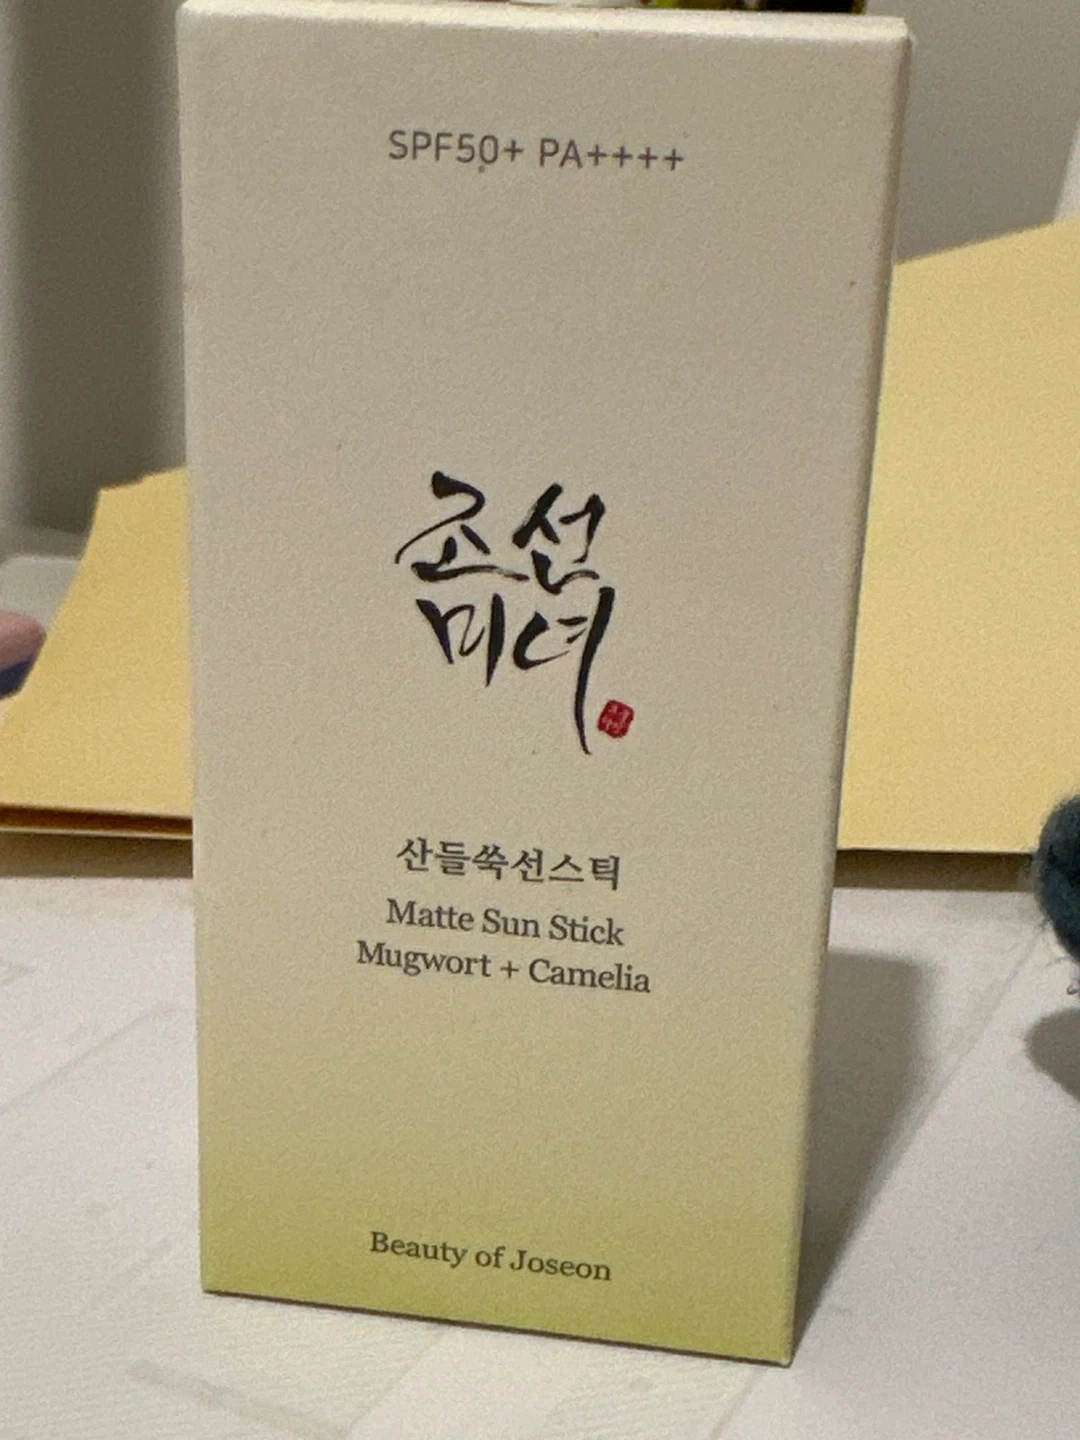 SPF50+ PA++++
조선
미녀
산들쑥선스틱
Matte Sun Stick
Mugwort + Camelia
Beauty of Joseon